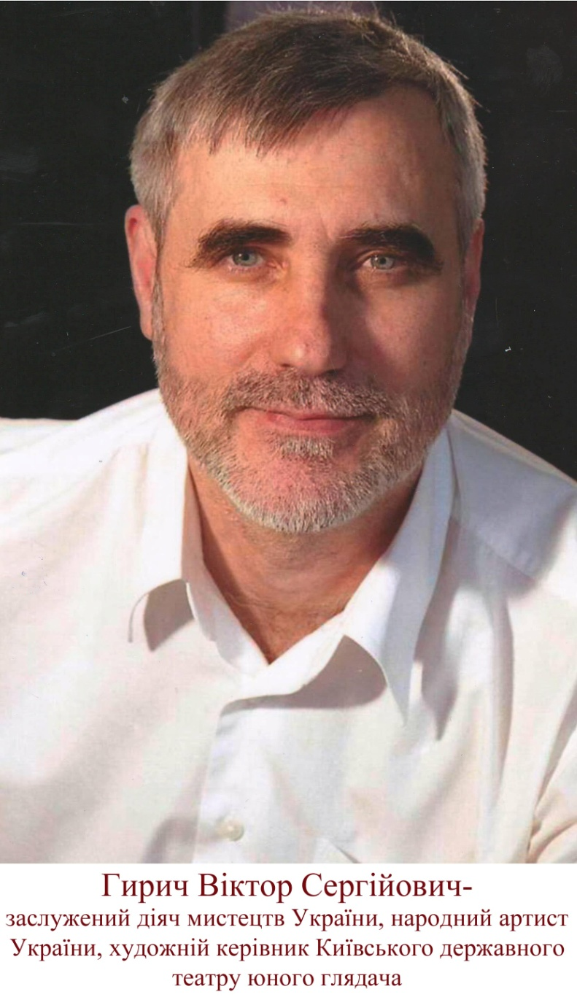 Гирич Віктор Сергійович-
заслужений діяч мистецтв України, народний артист
України, художній керівник Київського державного
театру юного глядача